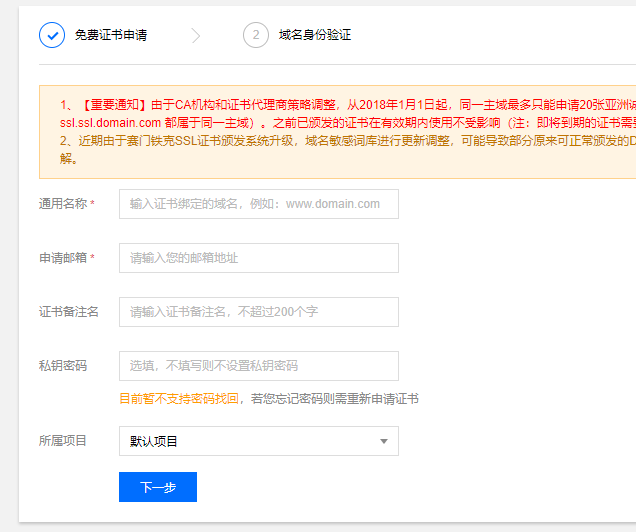 免费证书申请
2 域名身份验证
1、【重要通知】由于CA机构和证书代理商策略调整，从2018年1月1日起，同一主域最多只能申请20张亚洲诚
ssl.ssl.domain.com 都属于同一主域）。之前已颁发的证书在有效期内使用不受影响（注：即将到期的证书需要
2、近期由于赛门铁克SSL证书颁发系统升级，域名敏感词库进行更新调整，可能导致部分原来可正常颁发的D
解。
通用名称 * 输入证书绑定的域名，例如：www.domain.com
申请邮箱 * 请输入您的邮箱地址
证书备注名 请输入证书备注名，不超过200个字
私钥密码 选填，不填写则不设置私钥密码
目前暂不支持密码找回，若您忘记密码则需重新申请证书
所属项目 默认项目
下一步